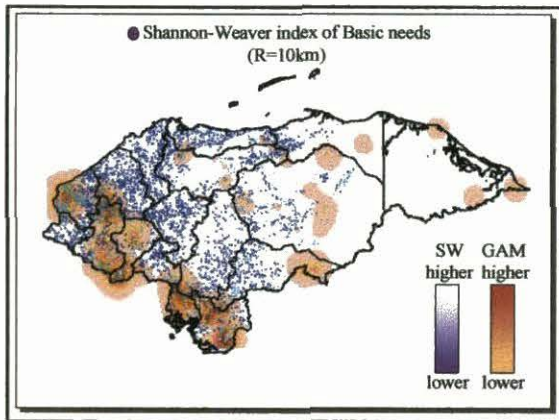 Shannon-Weaver index of Basic needs
(R=10km)
SW GAM
higher higher
lower lower